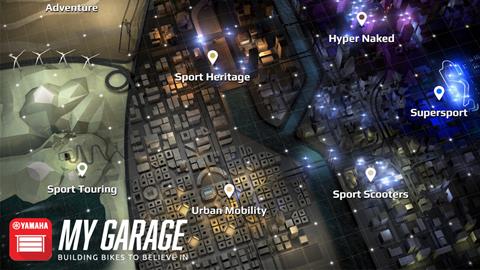 Adventure
Hyper Naked
Sport Heritage
Supersport
Sport Touring
Sport Scooters
Urban Mobility
YAMAHA
MY GARAGE
BUILDING BIKES TO BELIEVE IN